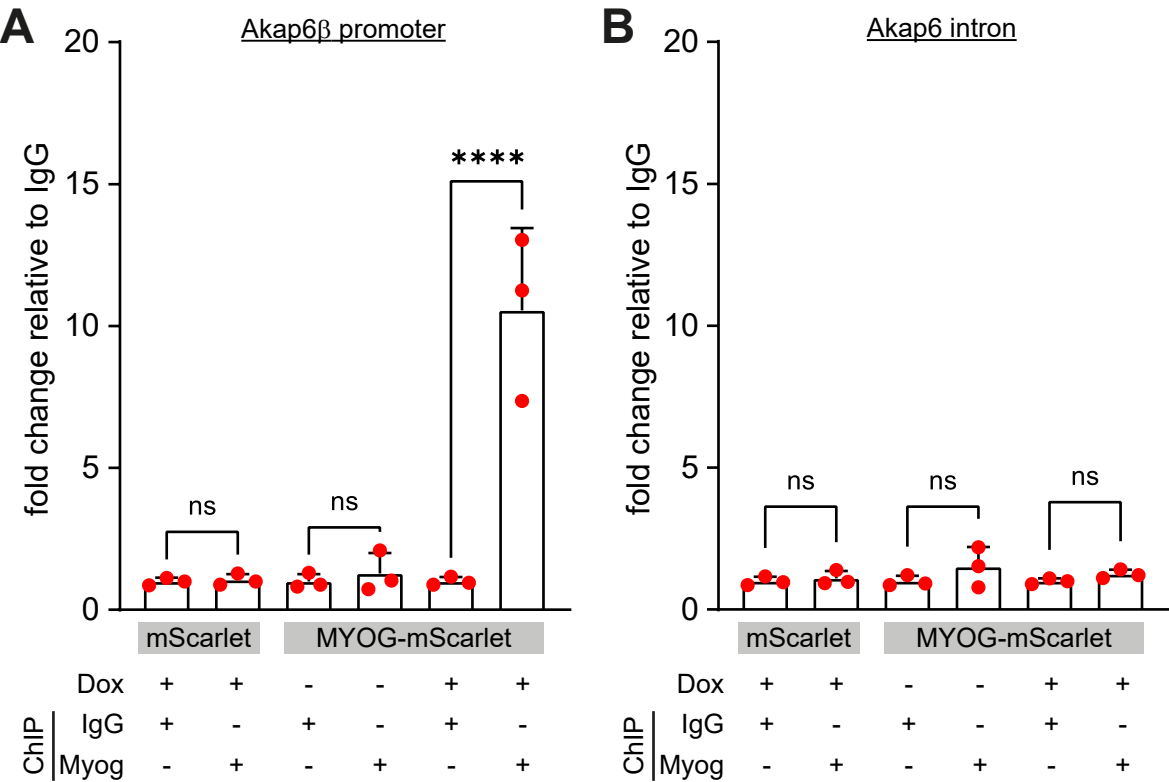 A
Akap6β promoter
fold change relative to IgG
20
15
10
5
0
ns
ns
****
mScarlet
MYOG-mScarlet
Dox + + - - + +
ChIP
IgG + - + - + -
Myog - + - + - +
B
Akap6 intron
fold change relative to IgG
20
15
10
5
0
ns
ns
ns
mScarlet
MYOG-mScarlet
Dox + + - - + +
ChIP
IgG + - + - + -
Myog - + - + - +